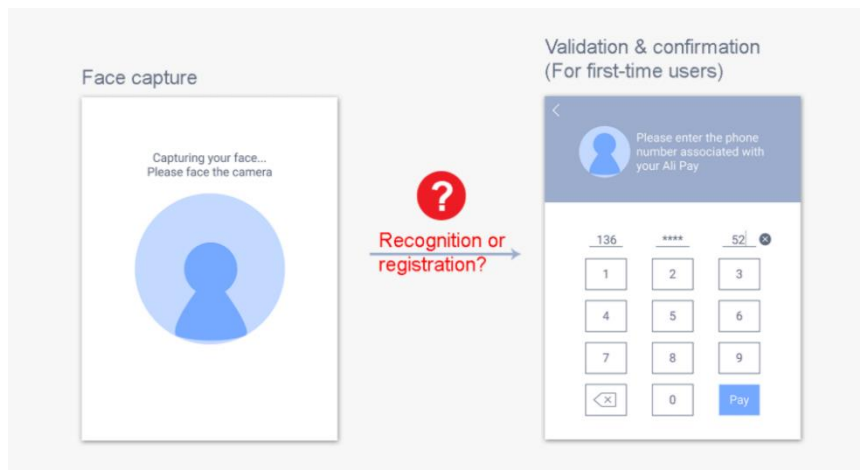 Face capture
Capturing your face...
Please face the camera
?
Recognition or
registration?
Validation & confirmation
(For first-time users)
Please enter the phone
number associated with
your Ali Pay
136 **** 52
1 2 3
4 5 6
7 8 9
0 Pay